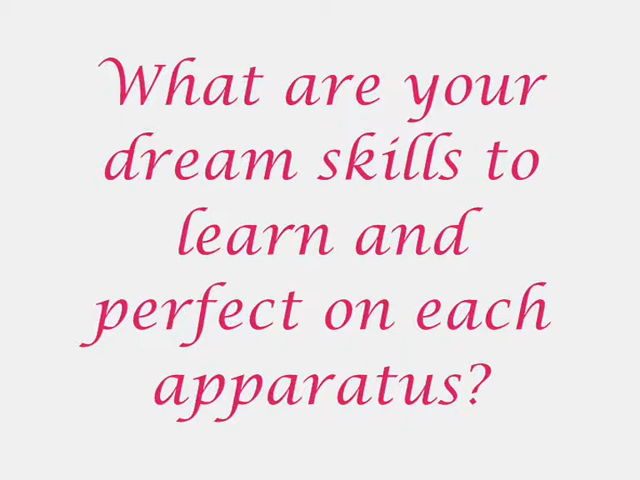 What are your
dream skills to
learn and
perfect on each
apparatus?